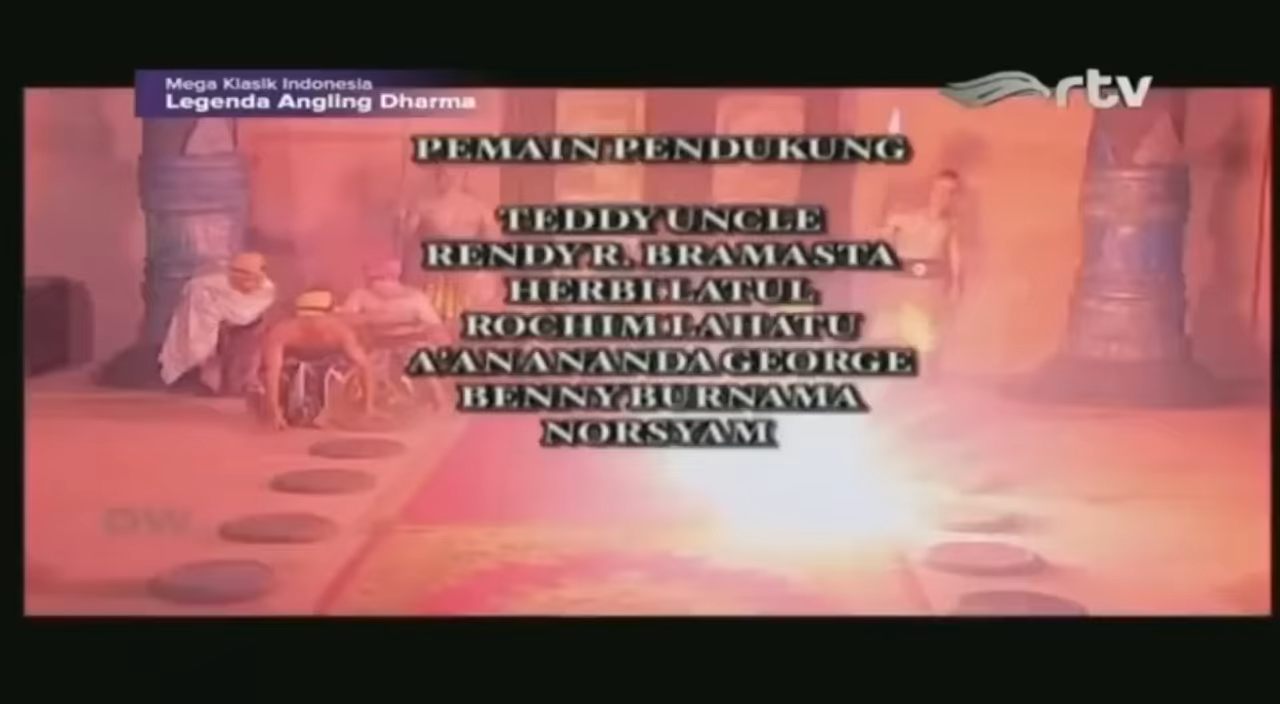 Mega Klasik Indonesia
Legenda Angling Dharma
rtv
PEMAIN PENDUKUNG
TEDDY UNCLE
RENDY R. BRAMASTA
HERBI LATUL
ROCHIM LAHATU
A'AN ANANDA GEORGE
BENNY BURNAMA
NORSYAM
DW